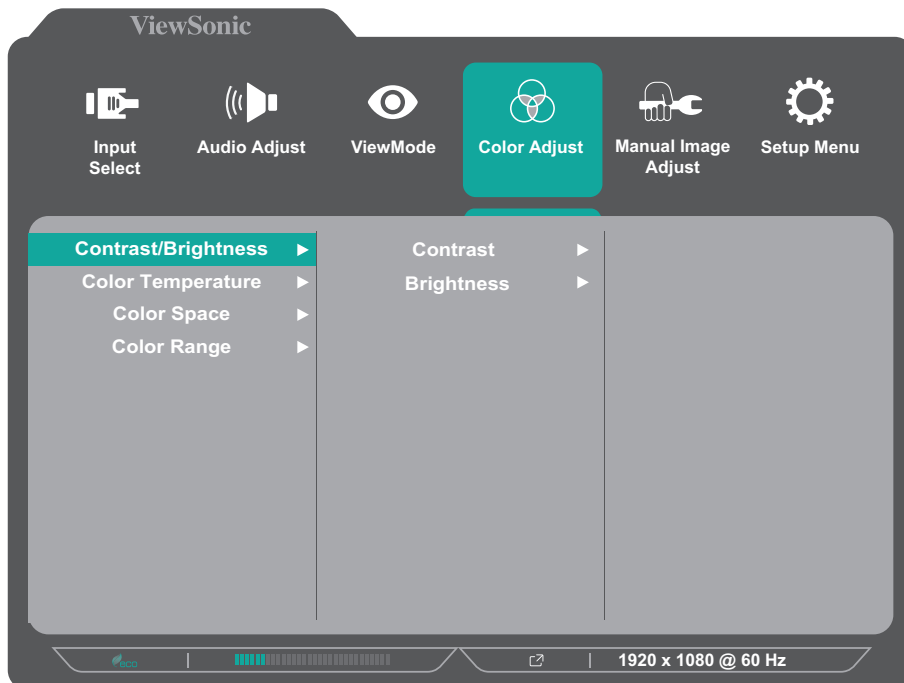 ViewSonic
Input
Select
Audio Adjust
ViewMode
Color Adjust
Manual Image
Adjust
Setup Menu
Contrast/Brightness
Color Temperature
Color Space
Color Range
Contrast
Brightness
eco
1920 x 1080 @ 60 Hz